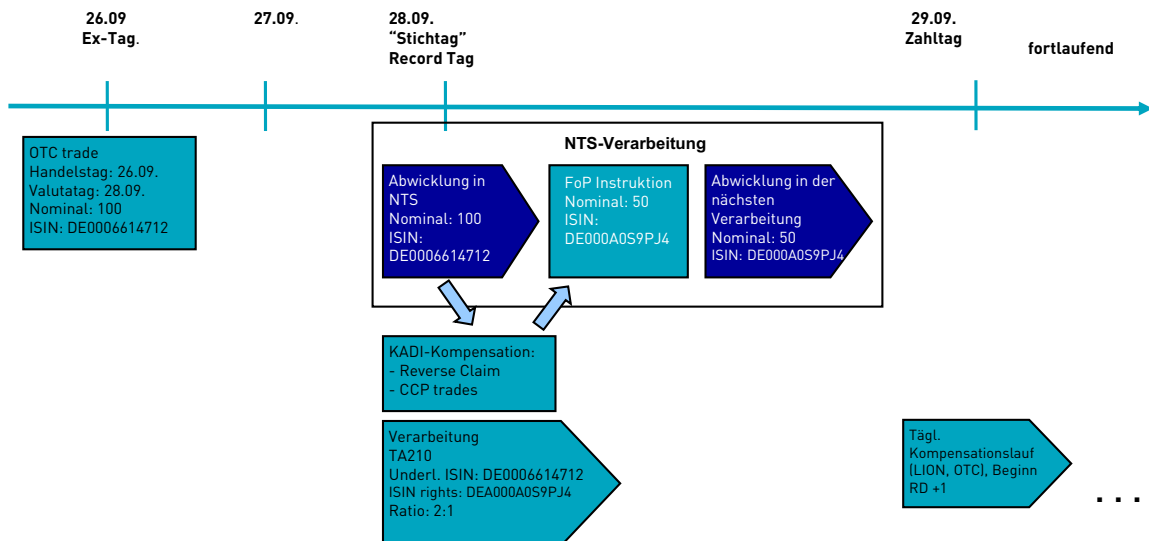 26.09
Ex-Tag.
27.09.
28.09.
“Stichtag”
Record Tag
29.09.
Zahltag
fortlaufend
OTC trade
Handelstag: 26.09.
Valutatag: 28.09.
Nominal: 100
ISIN: DE0006614712
NTS-Verarbeitung
Abwicklung in
NTS
Nominal: 100
ISIN:
DE0006614712
FoP Instruktion
Nominal: 50
ISIN:
DE000A0S9PJ4
Abwicklung in der
nächsten
Verarbeitung
Nominal: 50
ISIN: DE000A0S9PJ4
KADI-Kompensation:
- Reverse Claim
- CCP trades
Verarbeitung
TA210
Underl. ISIN: DE0006614712
ISIN rights: DEA000A0S9PJ4
Ratio: 2:1
Tägl.
Kompensationslauf
(LION, OTC), Beginn
RD +1
. . .